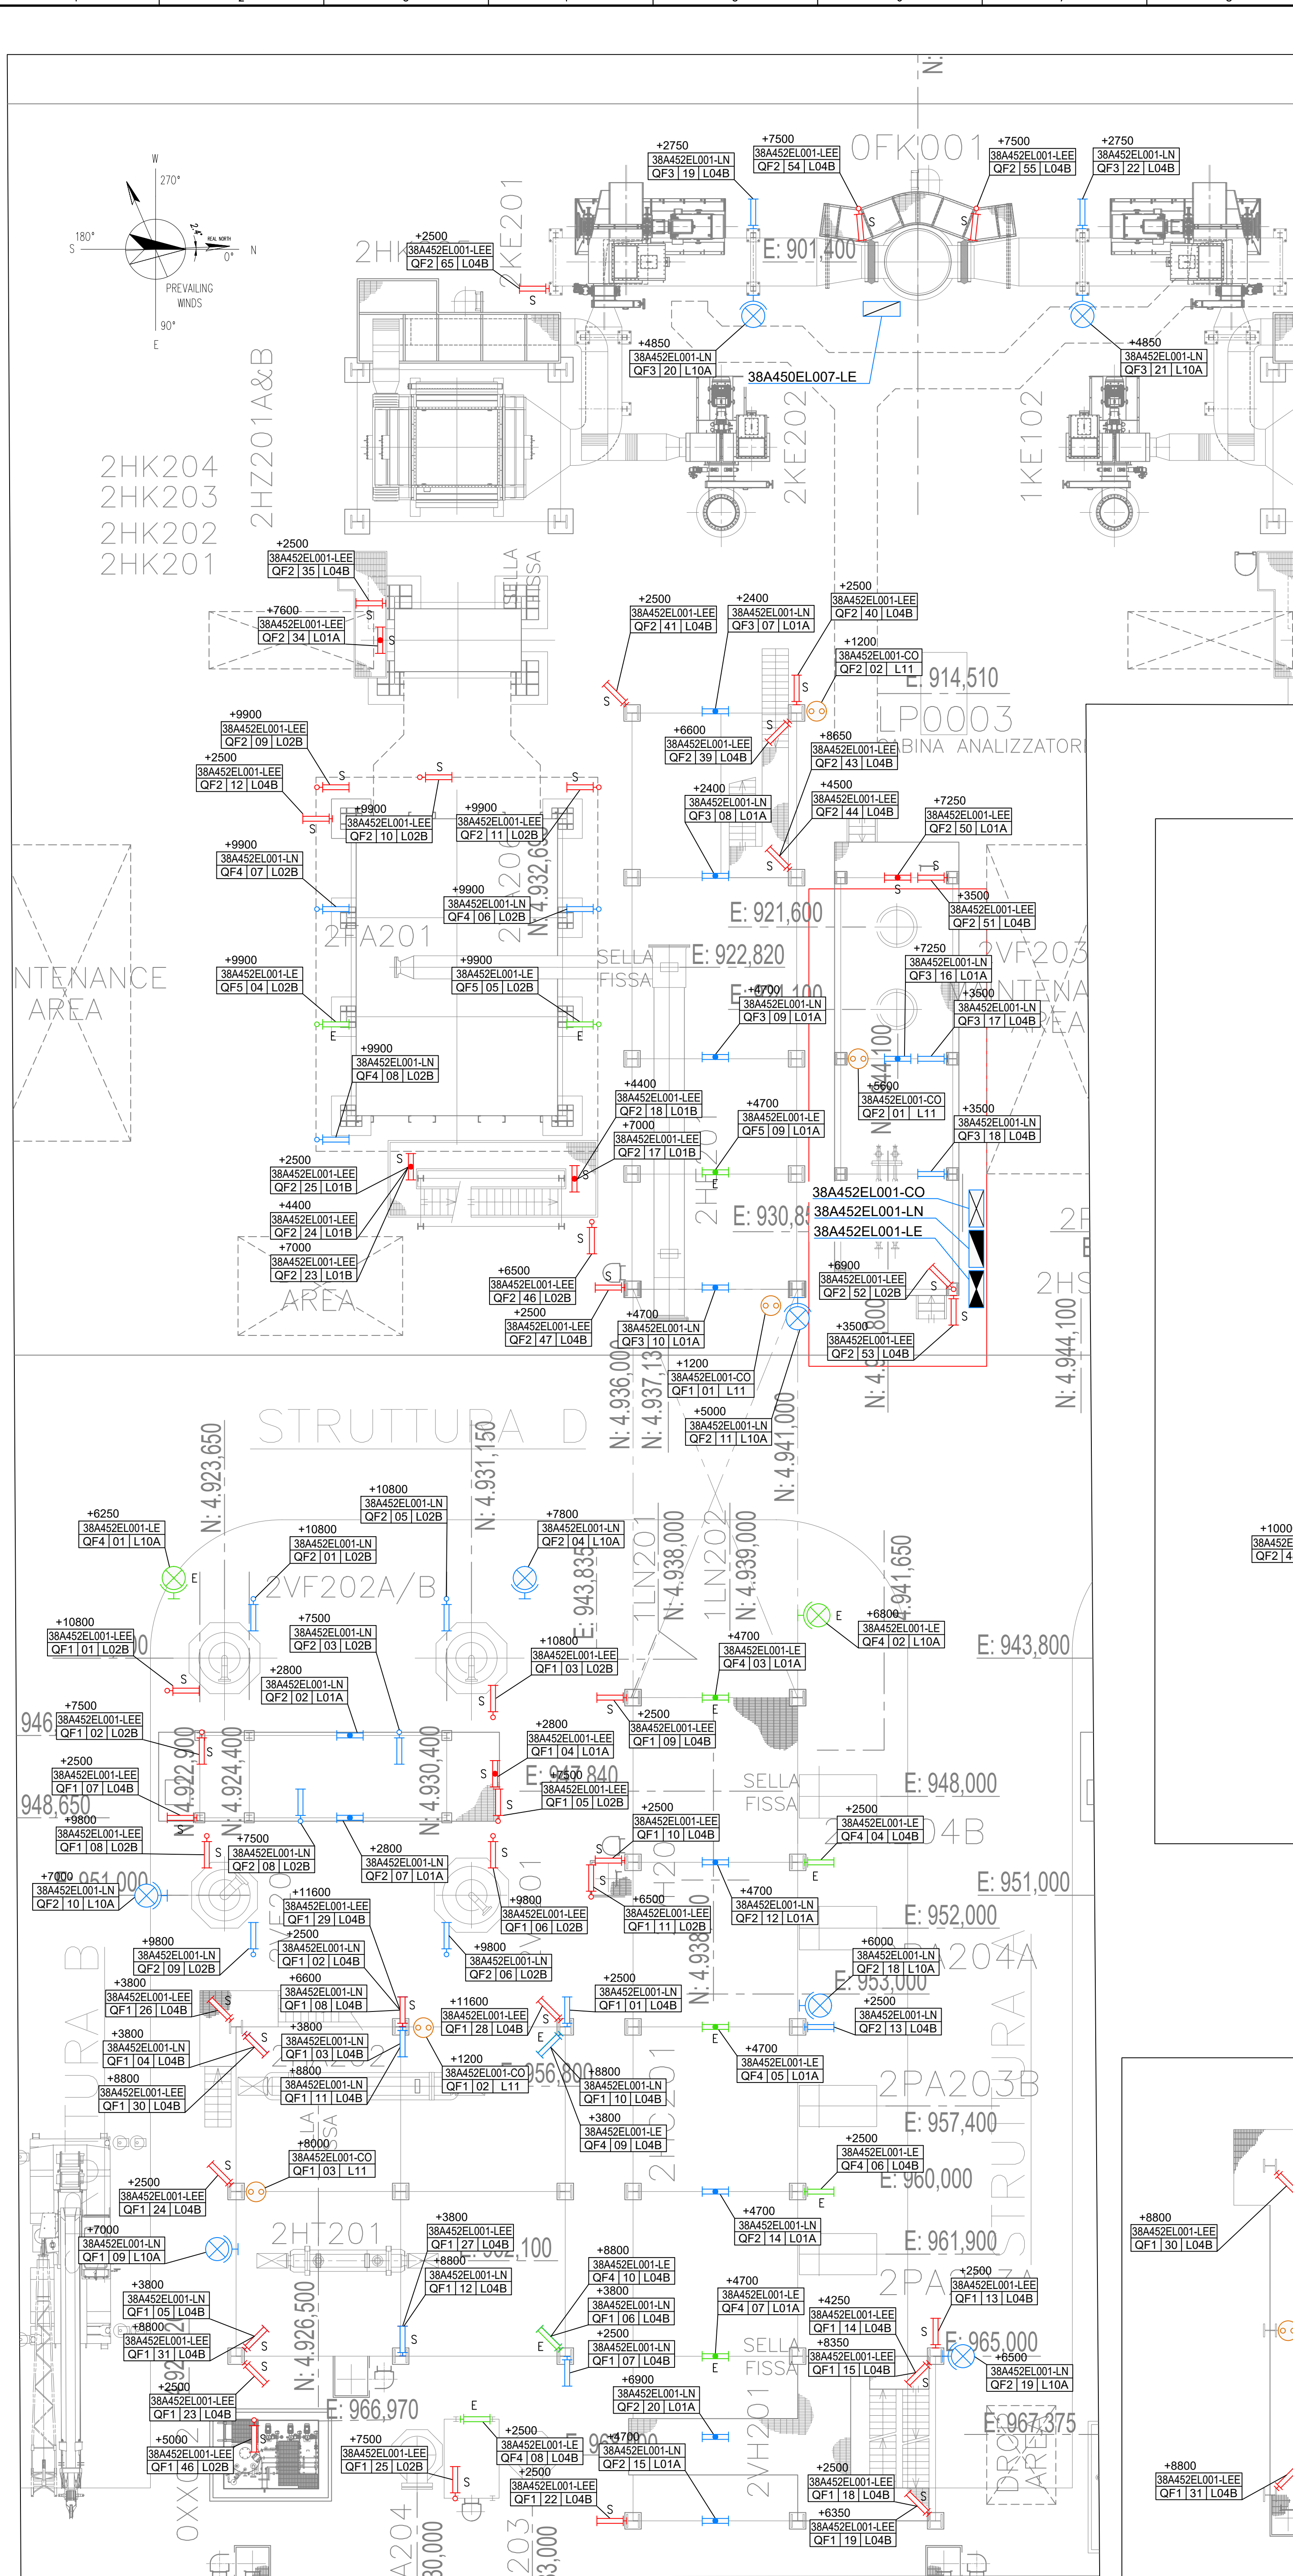 W
270°
180°
S
2.4°
REAL NORTH
0°
N
PREVAILING
WINDS
90°
E
0FK001
+2750
38A452EL001-LN
QF3 19 L04B
+7500
38A452EL001-LEE
QF2 54 L04B
+7500
38A452EL001-LEE
QF2 55 L04B
+2750
38A452EL001-LN
QF3 22 L04B
S
S
2KE201
+2500
38A452EL001-LEE
QF2 65 L04B
S
E: 901,400
+4850
38A452EL001-LN
QF3 20 L10A
38A450EL007-LE
+4850
38A452EL001-LN
QF3 21 L10A
2HZ201A&B
2KE202
1KE102
2HK204
2HK203
2HK202
2HK201
SELLA
FISSA
+2500
38A452EL001-LEE
QF2 35 L04B
S
+7600
38A452EL001-LEE
QF2 34 L01A
S
+2500
38A452EL001-LEE
QF2 41 L04B
S
+2400
38A452EL001-LN
QF3 07 L01A
+2500
38A452EL001-LEE
QF2 40 L04B
S
+1200
38A452EL001-CO
QF2 02 L11
E: 914,510
LP0003
CABINA ANALIZZATORI
+6600
38A452EL001-LEE
QF2 39 L04B
S
+8650
38A452EL001-LEE
QF2 43 L04B
+9900
38A452EL001-LEE
QF2 09 L02B
S
+2500
38A452EL001-LEE
QF2 12 L04B
S
+9900
38A452EL001-LEE
QF2 10 L02B
S
+9900
38A452EL001-LEE
QF2 11 L02B
S
+2400
38A452EL001-LN
QF3 08 L01A
+4500
38A452EL001-LEE
QF2 44 L04B
S
+7250
38A452EL001-LEE
QF2 50 L01A
S
+3500
38A452EL001-LEE
QF2 51 L04B
S
+9900
38A452EL001-LN
QF4 07 L02B
+9900
38A452EL001-LN
QF4 06 L02B
2FA201
E: 921,600
E: 922,820
SELLA
FISSA
2VF203
NTENANCE
AREA
+9900
38A452EL001-LE
QF5 04 L02B
E
+9900
38A452EL001-LE
QF5 05 L02B
E
+4700
38A452EL001-LN
QF3 09 L01A
+7250
38A452EL001-LN
QF3 16 L01A
+3500
38A452EL001-LN
QF3 17 L04B
+9900
38A452EL001-LN
QF4 08 L02B
+5600
38A452EL001-CO
QF2 01 L11
+4400
38A452EL001-LEE
QF2 18 L01B
+7000
38A452EL001-LEE
QF2 17 L01B
S
+4700
38A452EL001-LE
QF5 09 L01A
E
+3500
38A452EL001-LN
QF3 18 L04B
+2500
38A452EL001-LEE
QF2 25 L01B
S
+4400
38A452EL001-LEE
QF2 24 L01B
+7000
38A452EL001-LEE
QF2 23 L01B
AREA
38A452EL001-CO
38A452EL001-LN
38A452EL001-LE
+6500
38A452EL001-LEE
QF2 46 L02B
S
+2500
38A452EL001-LEE
QF2 47 L04B
S
+4700
38A452EL001-LN
QF3 10 L01A
+6900
38A452EL001-LEE
QF2 52 L02B
S
+3500
38A452EL001-LEE
QF2 53 L04B
S
+1200
38A452EL001-CO
QF1 01 L11
+5000
38A452EL001-LN
QF2 11 L10A
N: 4.936,000
N: 4.941,000
N: 4.944,100
STRUTTURA D
N: 4.923,650
N: 4.931,150
+6250
38A452EL001-LE
QF4 01 L10A
E
+10800
38A452EL001-LN
QF2 01 L02B
+10800
38A452EL001-LN
QF2 05 L02B
+7800
38A452EL001-LN
QF2 04 L10A
2VF202A/B
1LN201
N: 4.938,000
1LN202
N: 4.939,000
+6800
38A452EL001-LE
QF4 02 L10A
E
E: 943,800
+10800
38A452EL001-LEE
QF1 01 L02B
S
+7500
38A452EL001-LN
QF2 03 L02B
+2800
38A452EL001-LN
QF2 02 L01A
+10800
38A452EL001-LEE
QF1 03 L02B
S
+4700
38A452EL001-LE
QF4 03 L01A
E
+7500
38A452EL001-LEE
QF1 02 L02B
S
+2500
38A452EL001-LEE
QF1 09 L04B
S
+2800
38A452EL001-LEE
QF1 04 L01A
S
+2500
38A452EL001-LEE
QF1 07 L04B
S
948,650
N: 4.922,900
N: 4.924,400
N: 4.930,400
+7500
38A452EL001-LEE
QF1 05 L02B
S
SELLA
FISSA
E: 948,000
+9800
38A452EL001-LEE
QF1 08 L02B
S
+7500
38A452EL001-LN
QF2 08 L02B
+2800
38A452EL001-LN
QF2 07 L01A
+2500
38A452EL001-LEE
QF1 10 L04B
S
+2500
38A452EL001-LE
QF4 04 L04B
E: 951,000
+7000
38A452EL001-LN
QF2 10 L10A
+11600
38A452EL001-LEE
QF1 29 L04B
+9800
38A452EL001-LEE
QF1 06 L02B
S
+6500
38A452EL001-LEE
QF1 11 L02B
S
+4700
38A452EL001-LN
QF2 12 L01A
E: 951,000
E: 952,000
+9800
38A452EL001-LN
QF2 09 L02B
+2500
38A452EL001-LN
QF1 02 L04B
+9800
38A452EL001-LN
QF2 06 L02B
+6000
38A452EL001-LN
QF2 18 L10A
E: 953,000
+3800
38A452EL001-LEE
QF1 26 L04B
S
+6600
38A452EL001-LN
QF1 08 L04B
S
+11600
38A452EL001-LEE
QF1 28 L04B
S
+2500
38A452EL001-LN
QF1 01 L04B
+2500
38A452EL001-LN
QF2 13 L04B
+3800
38A452EL001-LN
QF1 04 L04B
S
+3800
38A452EL001-LN
QF1 03 L04B
+4700
38A452EL001-LE
QF4 05 L01A
E
+8800
38A452EL001-LEE
QF1 30 L04B
+8800
38A452EL001-LN
QF1 11 L04B
+1200
38A452EL001-CO
QF1 02 L11
+8800
38A452EL001-LN
QF1 10 L04B
E
+3800
38A452EL001-LE
QF4 09 L04B
2PA203B
E: 957,400
+8000
38A452EL001-CO
QF1 03 L11
+2500
38A452EL001-LEE
QF1 24 L04B
S
+2500
38A452EL001-LE
QF4 06 L04B
E
E: 960,000
+7000
38A452EL001-LN
QF1 09 L10A
2HT201
+3800
38A452EL001-LEE
QF1 27 L04B
+8800
38A452EL001-LN
QF1 12 L04B
+4700
38A452EL001-LN
QF2 14 L01A
E: 961,900
+8800
38A452EL001-LE
QF4 10 L04B
E
+3800
38A452EL001-LN
QF1 06 L04B
+2500
38A452EL001-LN
QF1 07 L04B
+4700
38A452EL001-LE
QF4 07 L01A
E
+2500
38A452EL001-LEE
QF1 13 L04B
S
+3800
38A452EL001-LN
QF1 05 L04B
+8800
38A452EL001-LEE
QF1 31 L04B
S
N: 4.926,500
+4250
38A452EL001-LEE
QF1 14 L04B
+8350
38A452EL001-LEE
QF1 15 L04B
S
SELLA
FISSA
E: 965,000
+6500
38A452EL001-LN
QF2 19 L10A
+2500
38A452EL001-LEE
QF1 23 L04B
S
E: 966,970
+6900
38A452EL001-LN
QF2 20 L01A
E: 967,375
+5000
38A452EL001-LEE
QF1 46 L02B
S
+7500
38A452EL001-LEE
QF1 25 L02B
S
+2500
38A452EL001-LE
QF4 08 L04B
E
+4700
38A452EL001-LN
QF2 15 L01A
2VH201
+2500
38A452EL001-LEE
QF1 22 L04B
S
+2500
38A452EL001-LEE
QF1 18 L04B
S
+6350
38A452EL001-LEE
QF1 19 L04B
+8800
38A452EL001-LEE
QF1 30 L04B
+8800
38A452EL001-LEE
QF1 31 L04B